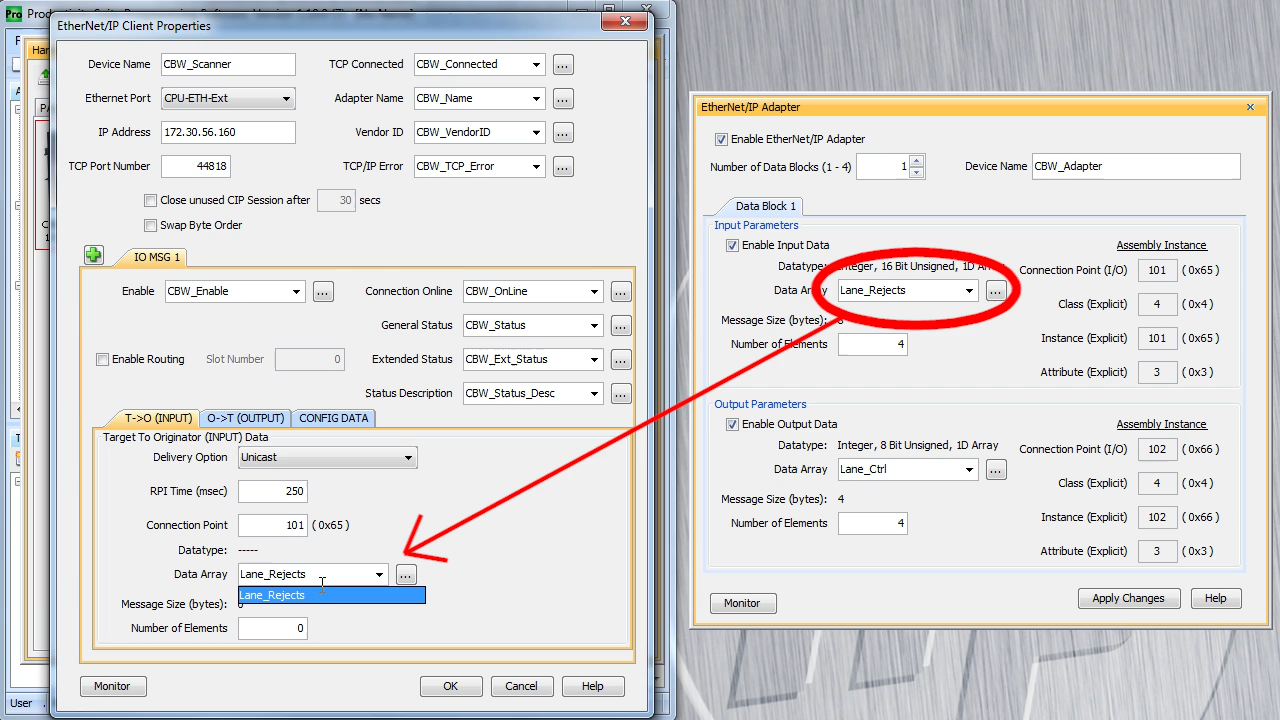 EtherNet/IP Client Properties
Device Name CBW_Scanner TCP Connected CBW_Connected ...
Ethernet Port CPU-ETH-Ext Adapter Name CBW_Name ...
IP Address 172.30.56.160 Vendor ID CBW_VendorID ...
TCP Port Number 44818 TCP/IP Error CBW_TCP_Error ...
Close unused CIP Session after 30 secs
Swap Byte Order
IO MSG 1
Enable CBW_Enable ... Connection Online CBW_OnLine ...
General Status CBW_Status ...
Enable Routing Slot Number 0 Extended Status CBW_Ext_Status ...
Status Description CBW_Status_Desc ...
T->O (INPUT) O->T (OUTPUT) CONFIG DATA
Target To Originator (INPUT) Data
Delivery Option Unicast
RPI Time (msec) 250
Connection Point 101 ( 0x65 )
Datatype: -----
Data Array Lane_Rejects ...
Lane_Rejects
Message Size (bytes):
Number of Elements 0
Monitor OK Cancel Help
User
EtherNet/IP Adapter
Enable EtherNet/IP Adapter
Number of Data Blocks (1 - 4) 1 Device Name CBW_Adapter
Data Block 1
Input Parameters
Enable Input Data Assembly Instance
Datatype: Integer, 16 Bit Unsigned, 1D Array Connection Point (I/O) 101 ( 0x65 )
Data Array Lane_Rejects ...
Class (Explicit) 4 ( 0x4 )
Message Size (bytes):
Number of Elements 4 Instance (Explicit) 101 ( 0x65 )
Attribute (Explicit) 3 ( 0x3 )
Output Parameters
Enable Output Data Assembly Instance
Datatype: Integer, 8 Bit Unsigned, 1D Array Connection Point (I/O) 102 ( 0x66 )
Data Array Lane_Ctrl ...
Class (Explicit) 4 ( 0x4 )
Message Size (bytes): 4
Number of Elements 4 Instance (Explicit) 102 ( 0x66 )
Attribute (Explicit) 3 ( 0x3 )
Monitor Apply Changes Help